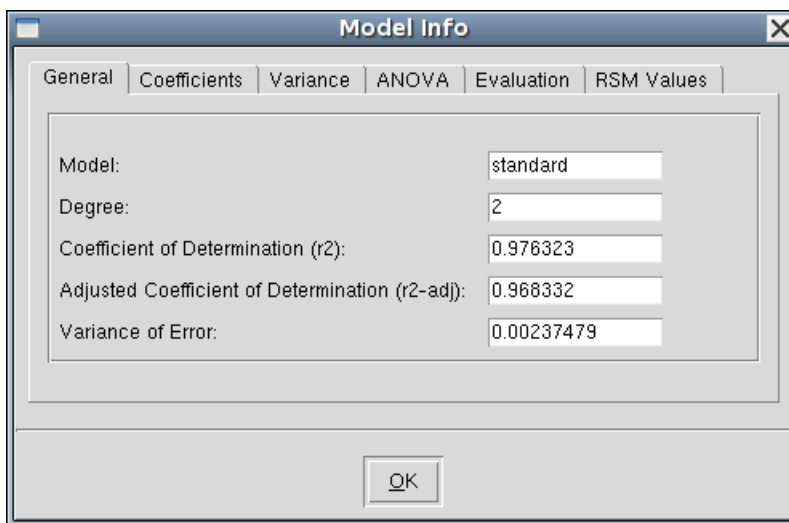 Model Info
General Coefficients Variance ANOVA Evaluation RSM Values
Model: standard
Degree: 2
Coefficient of Determination (r2): 0.976323
Adjusted Coefficient of Determination (r2-adj): 0.968332
Variance of Error: 0.00237479
OK